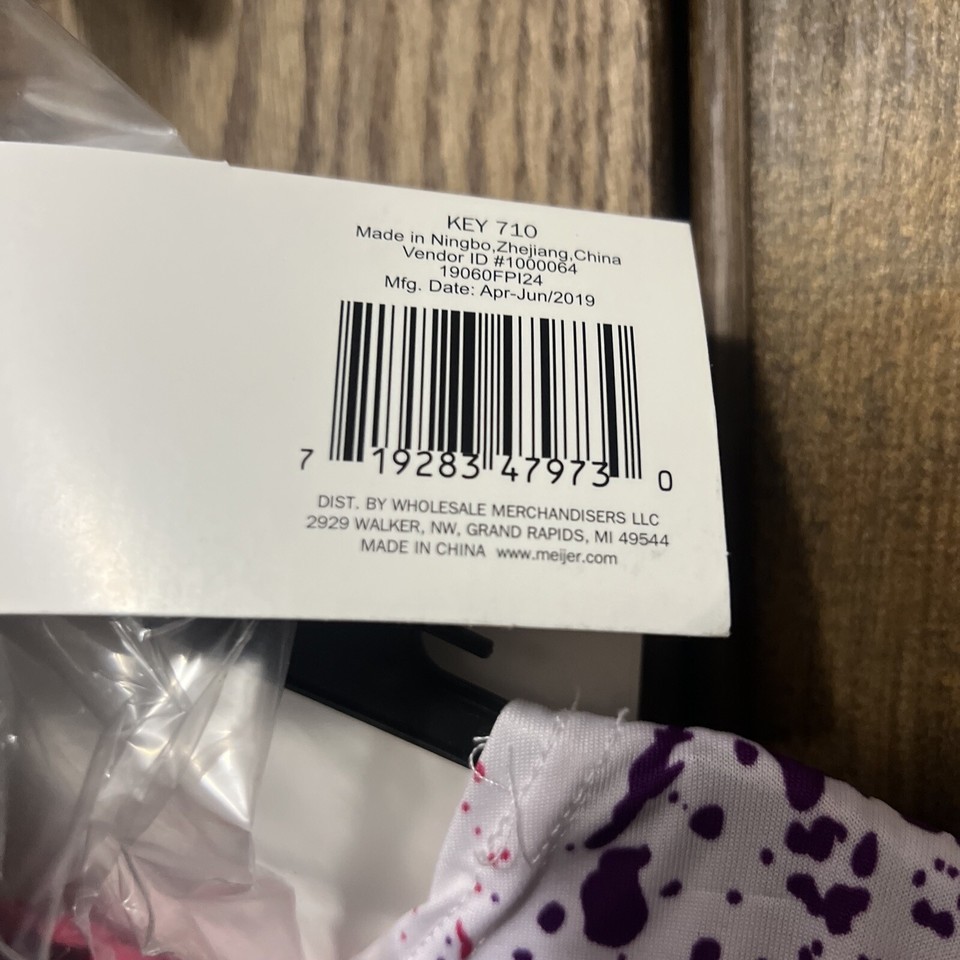 KEY 710
Made in Ningbo,Zhejiang,China
Vendor ID #1000064
19060FPI24
Mfg. Date: Apr-Jun/2019
7 19283 47973 0
DIST. BY WHOLESALE MERCHANDISERS LLC
2929 WALKER, NW, GRAND RAPIDS, MI 49544
MADE IN CHINA www.meijer.com